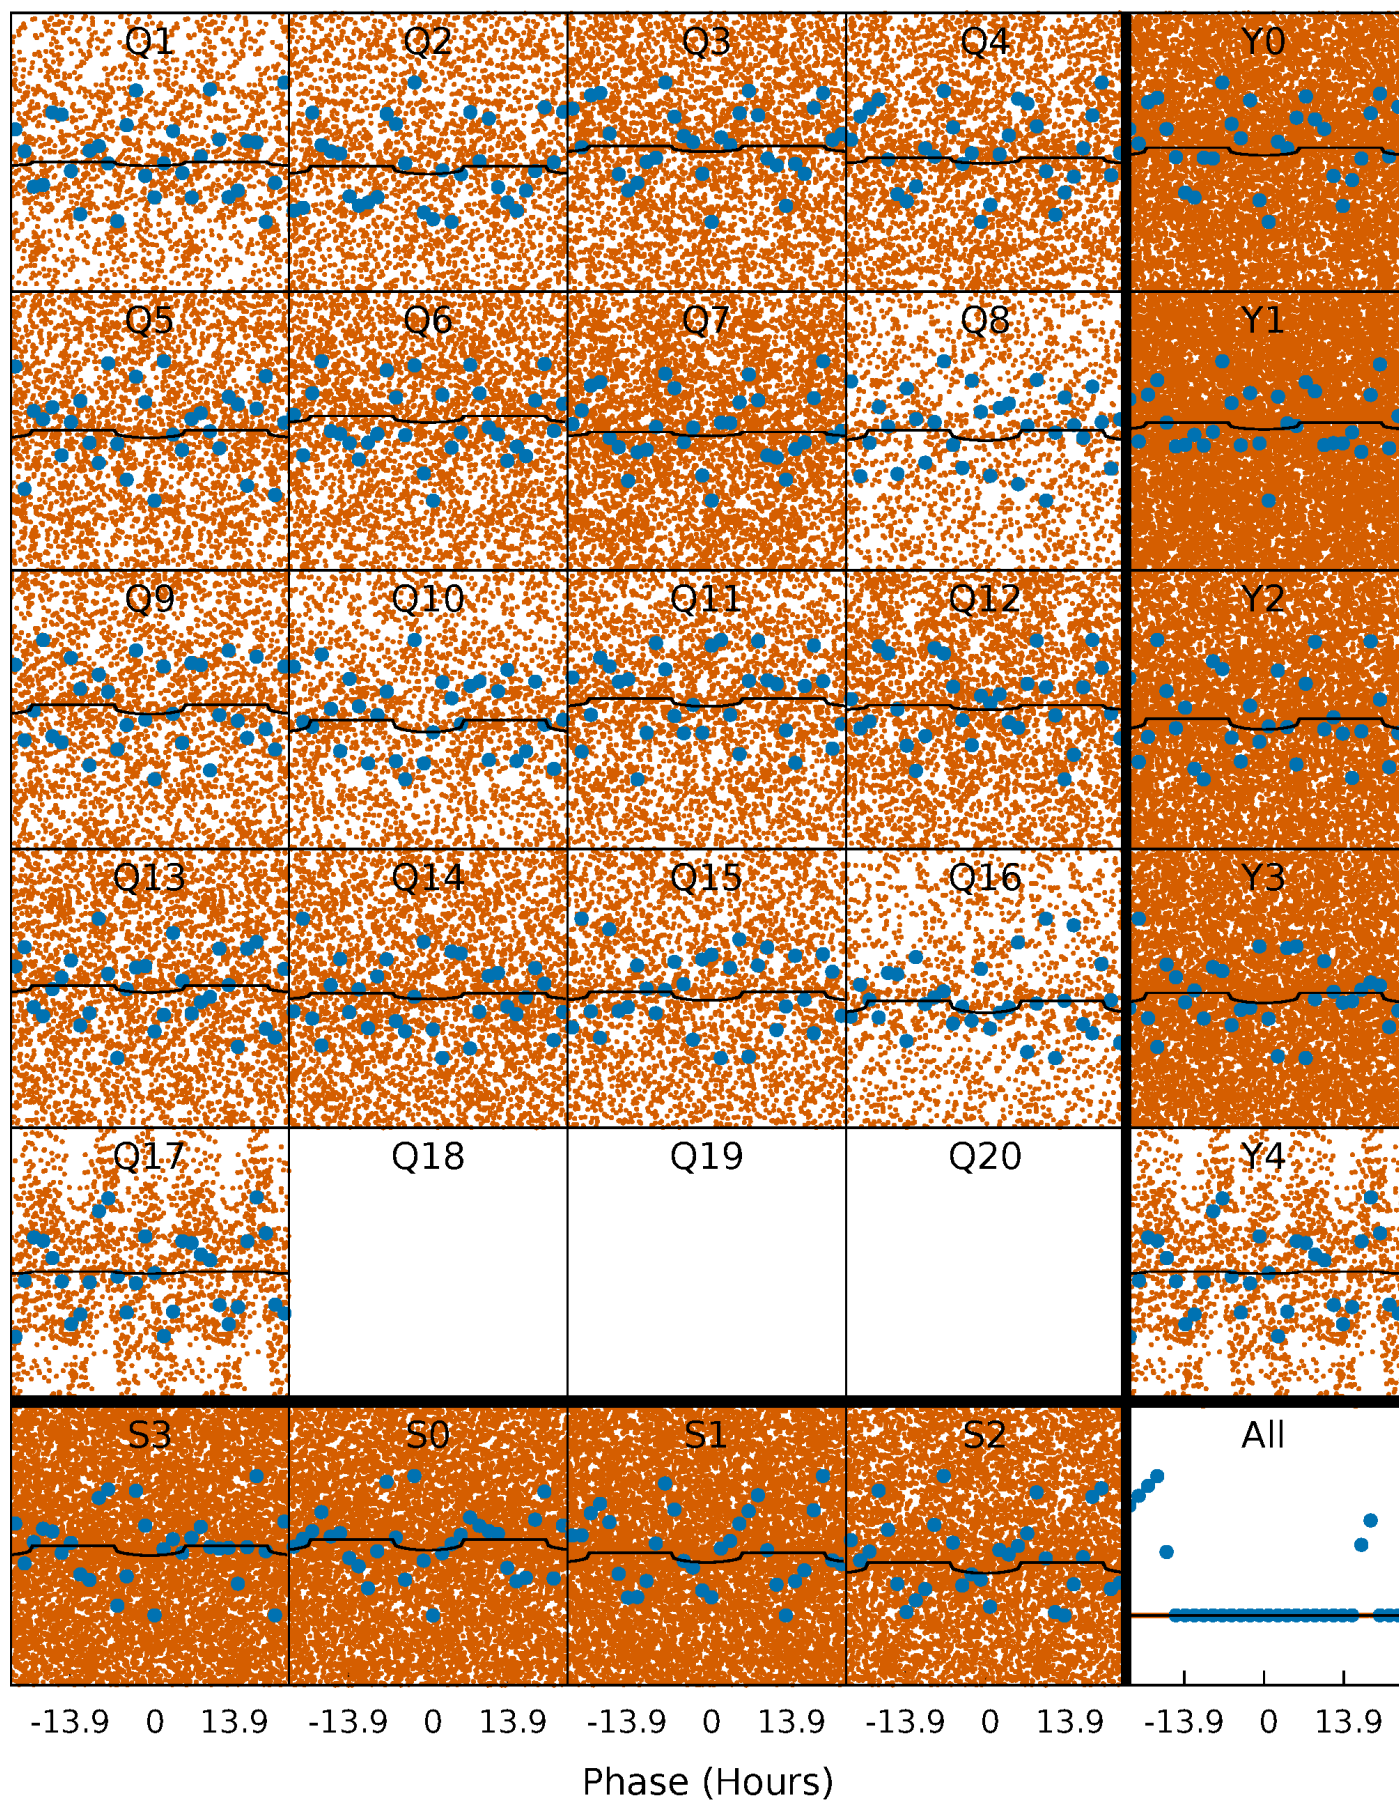 Q1 Q2 Q3 Q4 Y0
Q5 Q6 Q7 Q8 Y1
Q9 Q10 Q11 Q12 Y2
Q13 Q14 Q15 Q16 Y3
Q17 Q18 Q19 Q20 Y4
S3 S0 S1 S2 All
-13.9 0 13.9 -13.9 0 13.9 -13.9 0 13.9 -13.9 0 13.9 -13.9 0 13.9
Phase (Hours)